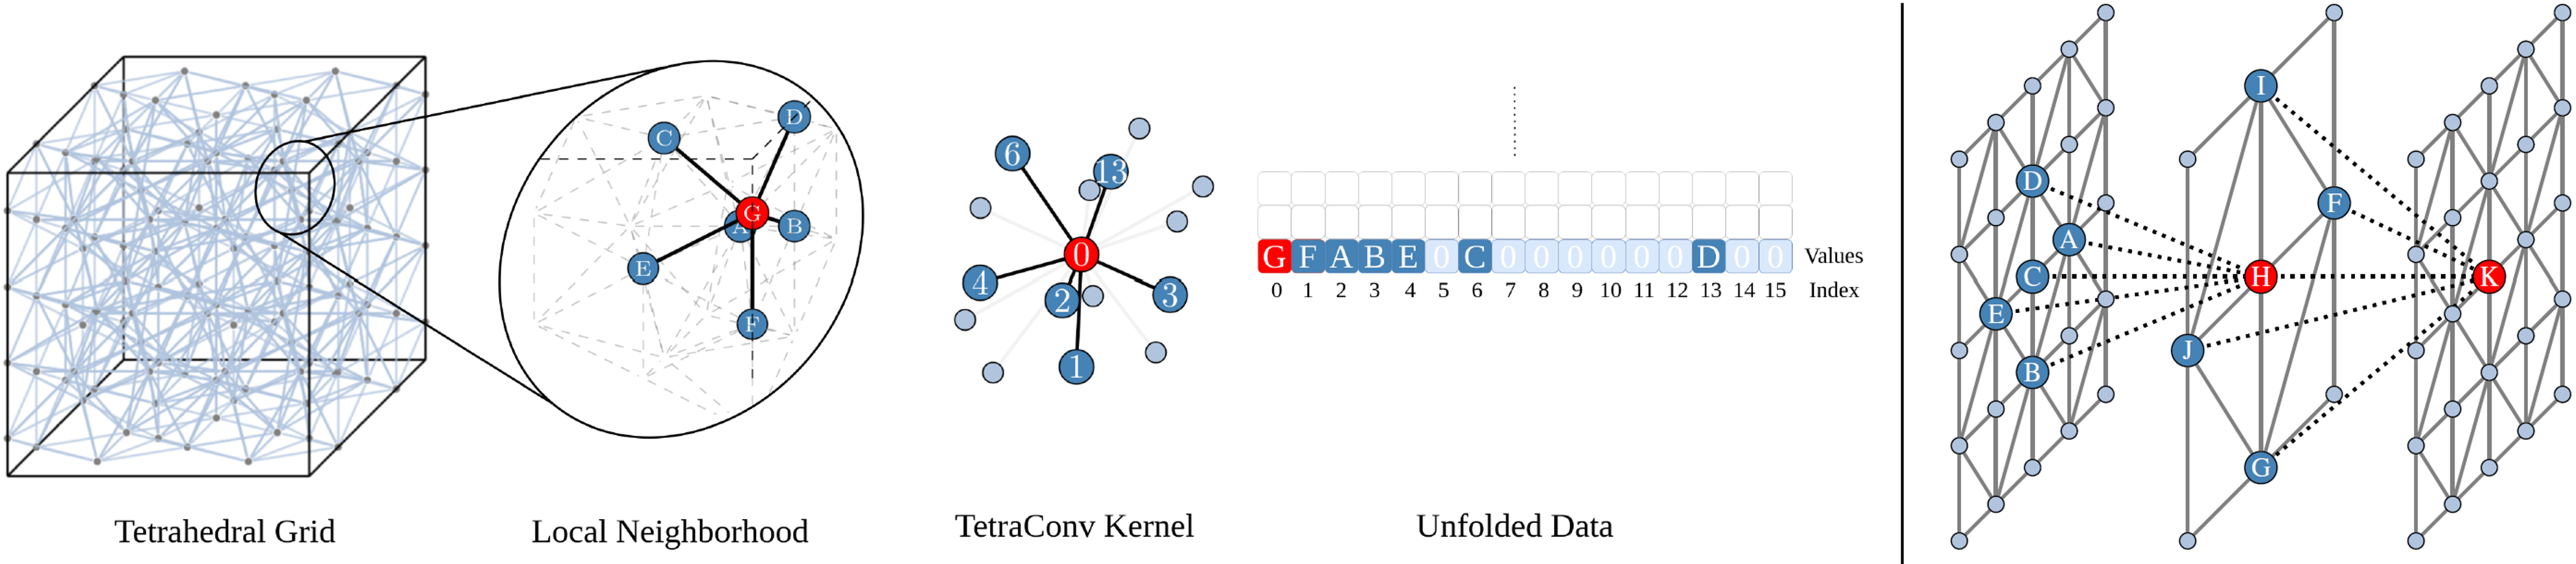 D
C
G
A
B
E
F
6
13
0
4
2
3
1
G F A B E 0 C 0 0 0 0 0 0 D 0 0 Values
0 1 2 3 4 5 6 7 8 9 10 11 12 13 14 15 Index
I
D
F
A
C
H
K
E
J
B
G
Tetrahedral Grid
Local Neighborhood
TetraConv Kernel
Unfolded Data